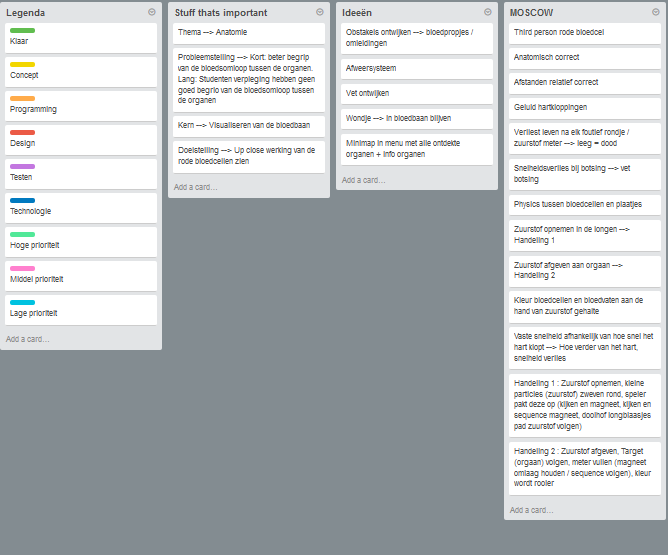 Legenda
Klaar
Concept
Programming
Design
Testen
Technologie
Hoge prioriteit
Middel prioriteit
Lage prioriteit
Add a card...
Stuff thats important
Thema --> Anatomie
Probleemstelling --> Kort: beter begrip
van de bloedsomloop tussen de organen.
Lang: Studenten verpleging hebben geen
goed begrip van de bloedsomloop tussen
de organen
Kern --> Visualiseren van de bloedbaan
Doelstelling --> Up close werking van de
rode bloedcellen zien
Add a card...
Ideeën
Obstakels ontwijken --> bloedpropjes /
omleidingen
Afweersysteem
Vet ontwijken
Wondje --> in bloedbaan blijven
Minimap in menu met alle ontdekte
organen + info organen
Add a card...
MOSCOW
Third person rode bloedcel
Anatomisch correct
Afstanden relatief correct
Geluid hartkloppingen
Verliest leven na elk foutief rondje /
zuurstof meter --> leeg = dood
Snelheidsverlies bij botsing --> vet
botsing
Physics tussen bloedcellen en plaatjes
Zuurstof opnemen in de longen -->
Handeling 1
Zuurstof afgeven aan orgaan -->
Handeling 2
Kleur bloedcellen en bloedvaten aan de
hand van zuurstof gehalte
Vaste snelheid afhankelijk van hoe snel het
hart klopt --> Hoe verder van het hart,
snelheid verlies
Handeling 1 : Zuurstof opnemen, kleine
particles (zuurstof) zweven rond, speler
pakt deze op (kijken en magneet, kijken en
sequence magneet, doolhof longblaasjes
pad zuurstof volgen)
Handeling 2 : Zuurstof afgeven, Target
(orgaan) volgen, meter vullen (magneet
omlaag houden / sequence volgen), kleur
wordt rooier
Add a card...